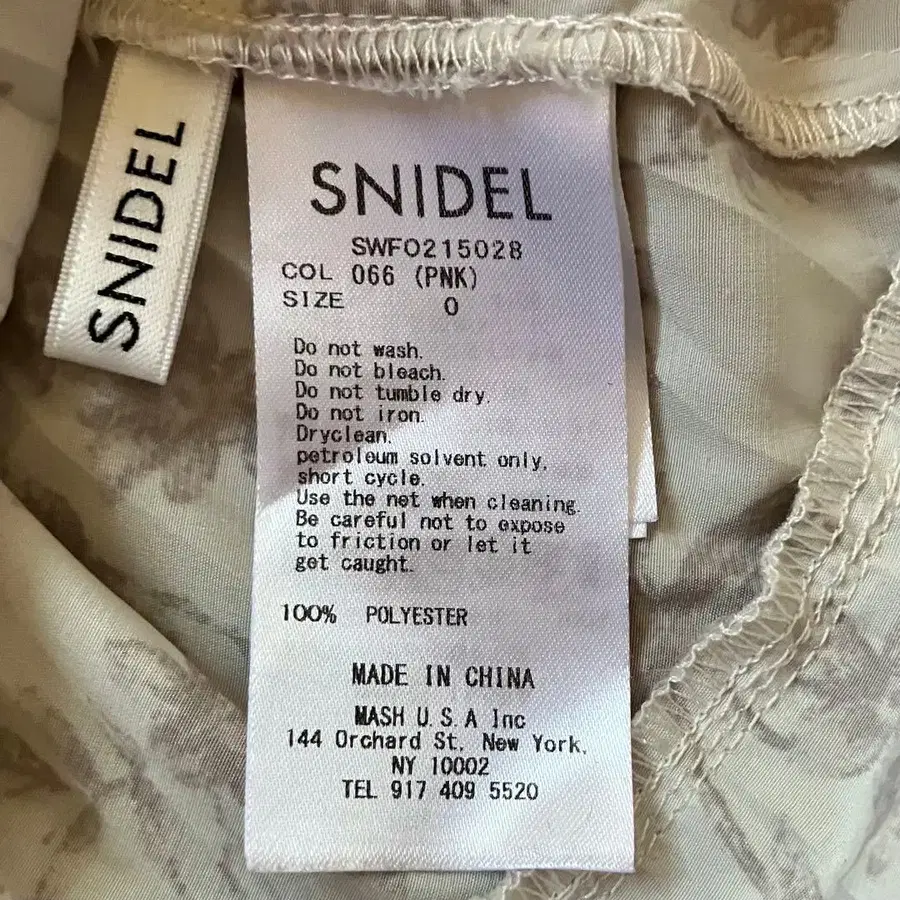 SNIDEL
SNIDEL
SWFO215028
COL 066 (PNK)
SIZE 0
Do not wash.
Do not bleach.
Do not tumble dry.
Do not iron.
Dryclean.
petroleum solvent only.
short cycle.
Use the net when cleaning.
Be careful not to expose
to friction or let it
get caught.
100% POLYESTER
MADE IN CHINA
MASH U.S.A Inc
144 Orchard St. New York.
NY 10002
TEL 917 409 5520